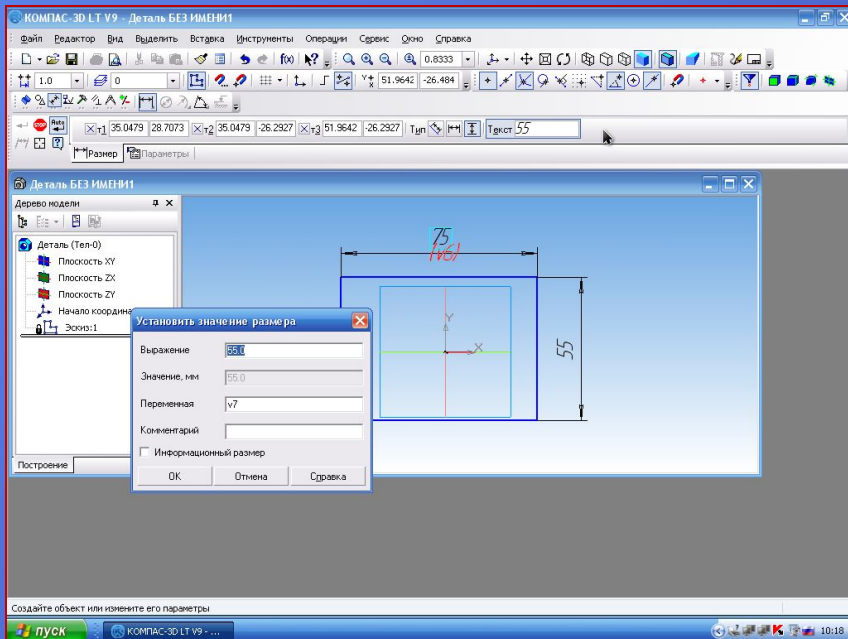 КОМПАС-3D LT V9 - Деталь БЕЗ ИМЕНИ1
Файл Редактор Вид Выделить Вставка Инструменты Операции Сервис Окно Справка
f(x) 0.8333
1.0 0 51.9642 -26.484
STOP Auto т1 35.0479 28.7073 т2 35.0479 -26.2927 т3 51.9642 -26.2927 Тип Текст 55
Размер Параметры
Деталь БЕЗ ИМЕНИ1
Дерево модели
Деталь (Тел-0)
Плоскость XY
Плоскость ZX
Плоскость ZY
Начало координа
Эскиз:1
Построение
75
(v6)
Y
X
55
Установить значение размера
Выражение 55.0
Значение, мм 55.0
Переменная v7
Комментарий
Информационный размер
OK Отмена Справка
Создайте объект или измените его параметры
пуск КОМПАС-3D LT V9 - ... 10:18